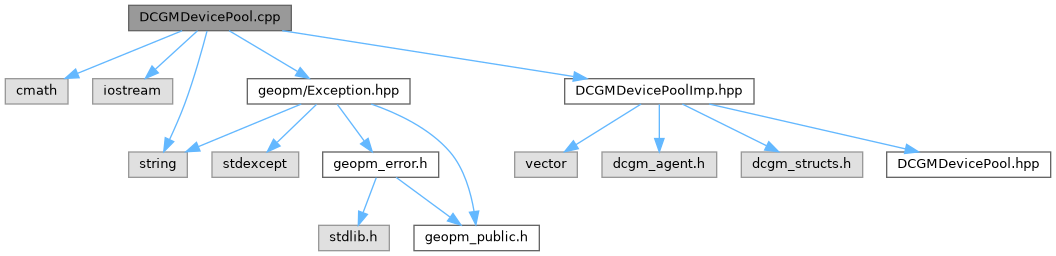 DCGMDevicePool.cpp
cmath
iostream
geopm/Exception.hpp
DCGMDevicePoolImp.hpp
string
stdexcept
geopm_error.h
vector
dcgm_agent.h
dcgm_structs.h
DCGMDevicePool.hpp
stdlib.h
geopm_public.h